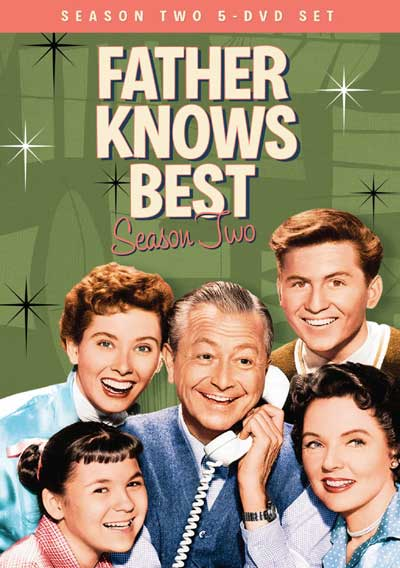 SEASON TWO 5-DVD SET
FATHER
KNOWS
BEST
Season Two